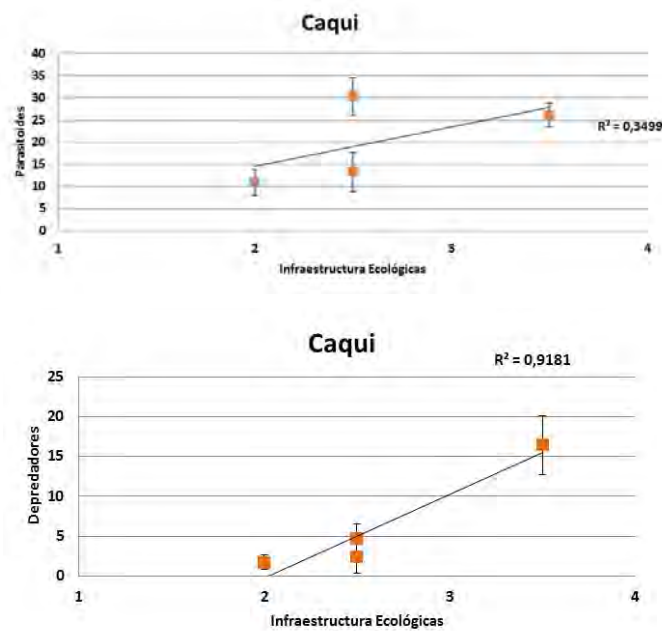 Caqui
40
35
30
25
20
15
10
5
0
Parasitoides
R² = 0,3499
1 2 3 4
Infraestructura Ecológicas
Caqui
R² = 0,9181
25
20
15
10
5
0
Depredadores
1 2 3 4
Infraestructura Ecológicas